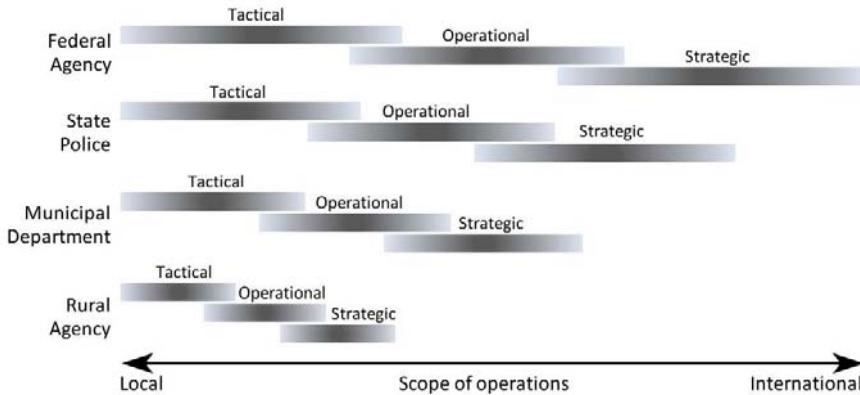 Tactical
Federal
Agency
Operational
Strategic
Tactical
State
Police
Operational
Strategic
Tactical
Municipal
Department
Operational
Strategic
Tactical
Rural
Agency
Operational
Strategic
Local
Scope of operations
International